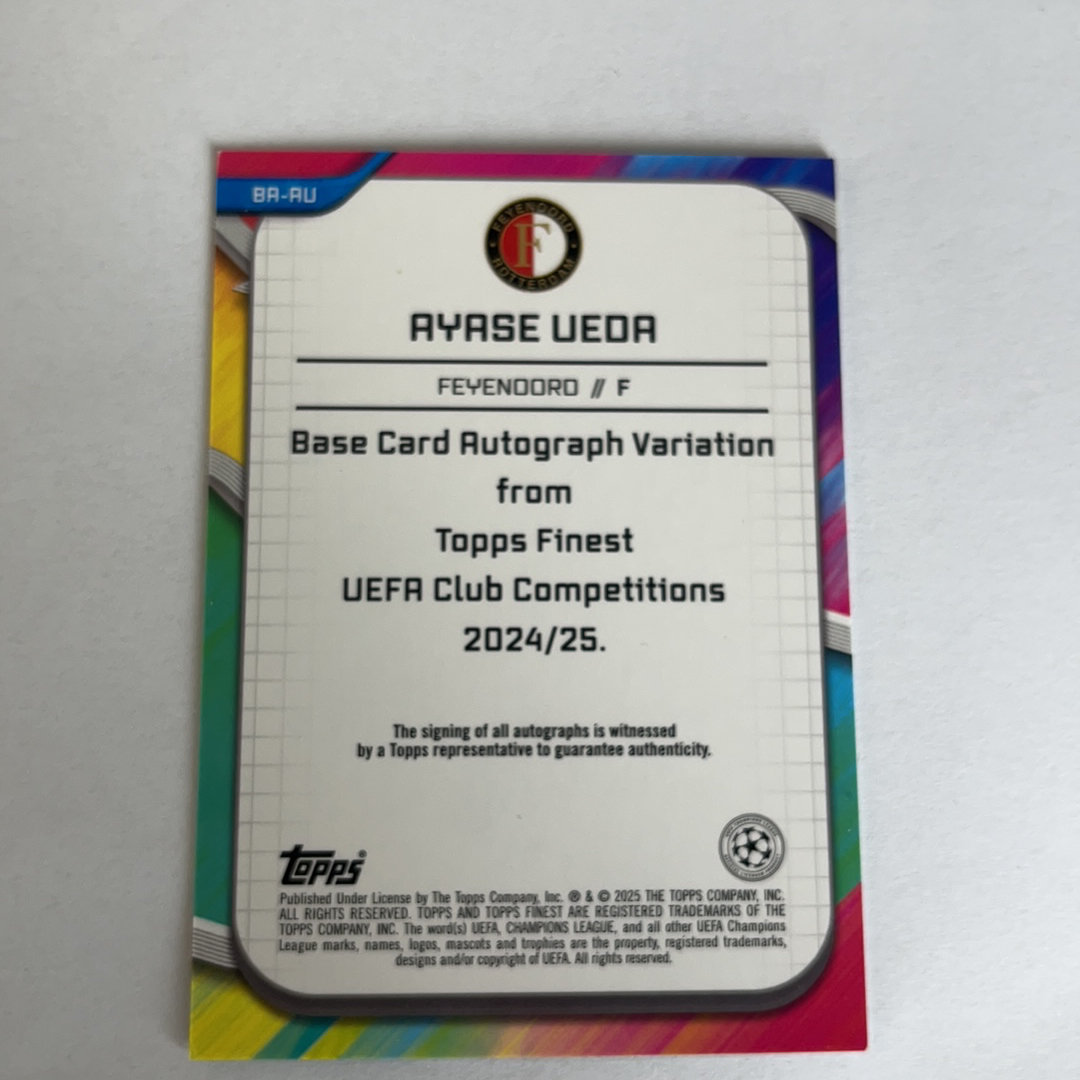 BA-AU
FEYENOORD
F
ROTTERDAM
AYASE UEDA
FEYENOORD // F
Base Card Autograph Variation
from
Topps Finest
UEFA Club Competitions
2024/25.
The signing of all autographs is witnessed
by a Topps representative to guarantee authenticity.
topps®
Published Under License by The Topps Company, Inc. ® & © 2025 THE TOPPS COMPANY, INC.
ALL RIGHTS RESERVED. TOPPS AND TOPPS FINEST ARE REGISTERED TRADEMARKS OF THE
TOPPS COMPANY, INC. The word(s) UEFA, CHAMPIONS LEAGUE, and all other UEFA Champions
League marks, names, logos, mascots and trophies are the property, registered trademarks,
designs and/or copyright of UEFA. All rights reserved.